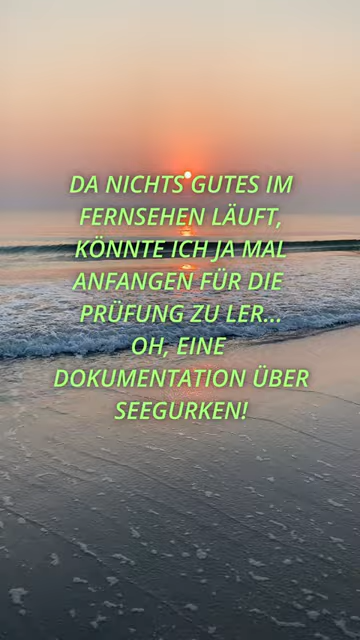 DA NICHTS GUTES IM
FERNSEHEN LÄUFT,
KÖNNTE ICH JA MAL
ANFANGEN FÜR DIE
PRÜFUNG ZU LER...
OH, EINE
DOKUMENTATION ÜBER
SEEGURKEN!